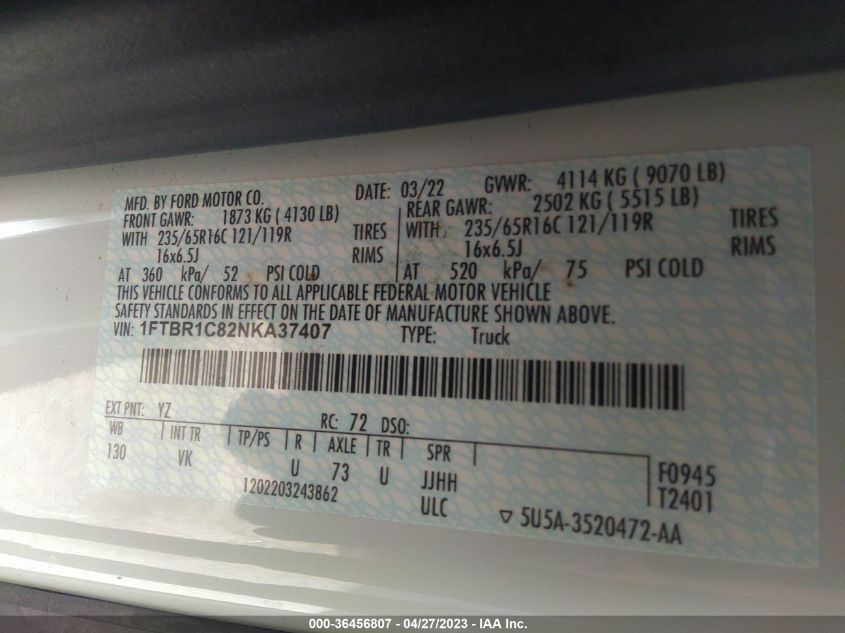 MFD. BY FORD MOTOR CO. DATE: 03/22 GVWR: 4114 KG ( 9070 LB)
FRONT GAWR: 1873 KG ( 4130 LB) REAR GAWR: 2502 KG ( 5515 LB)
WITH 235/65R16C 121/119R TIRES WITH 235/65R16C 121/119R TIRES
16x6.5J RIMS 16x6.5J RIMS
AT 360 kPa/ 52 PSI COLD AT 520 kPa/ 75 PSI COLD
THIS VEHICLE CONFORMS TO ALL APPLICABLE FEDERAL MOTOR VEHICLE
SAFETY STANDARDS IN EFFECT ON THE DATE OF MANUFACTURE SHOWN ABOVE.
VIN: 1FTBR1C82NKA37407 TYPE: Truck
EXT PNT: YZ RC: 72 DSO:
WB INT TR TP/PS R AXLE TR SPR
130 VK U 73 U JJHH F0945
1202203243862 ULC T2401
5U5A-3520472-AA
000-36456807 - 04/27/2023 - IAA Inc.